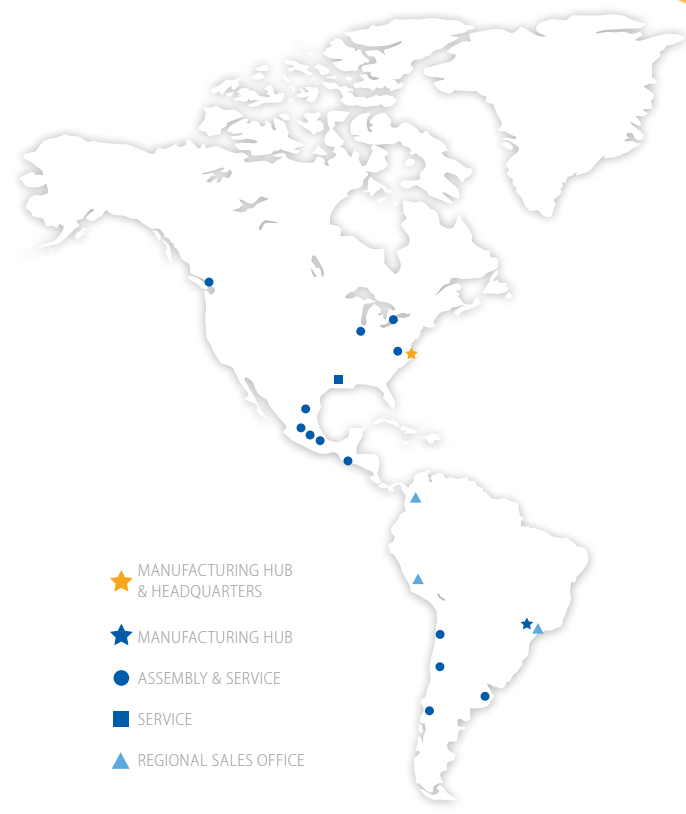 MANUFACTURING HUB
& HEADQUARTERS
MANUFACTURING HUB
ASSEMBLY & SERVICE
SERVICE
REGIONAL SALES OFFICE